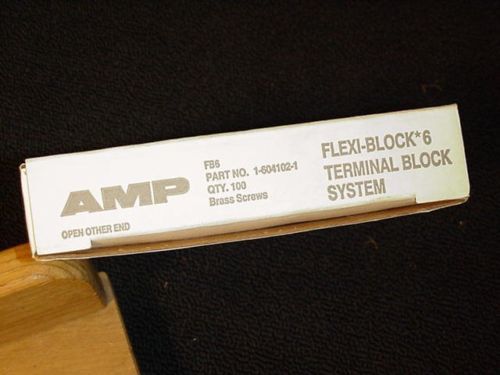 AMP
OPEN OTHER END
FB6
PART NO. 1-604102-1
QTY. 100
Brass Screws
FLEXI-BLOCK*6
TERMINAL BLOCK
SYSTEM